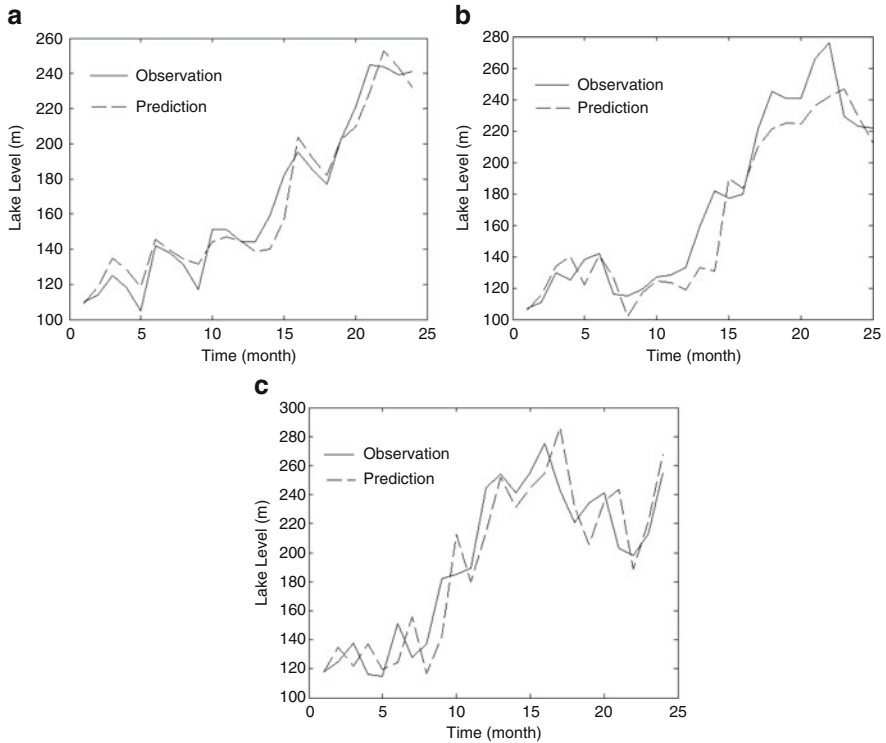 a
260
240
220
200
180
160
140
120
100
Lake Level (m)
Observation
Prediction
0 5 10 15 20 25
Time (month)
b
280
260
240
220
200
180
160
140
120
100
Lake Level (m)
Observation
Prediction
0 5 10 15 20 25
Time (month)
c
300
280
260
240
220
200
180
160
140
120
100
Lake Level (m)
Observation
Prediction
0 5 10 15 20 25
Time (month)